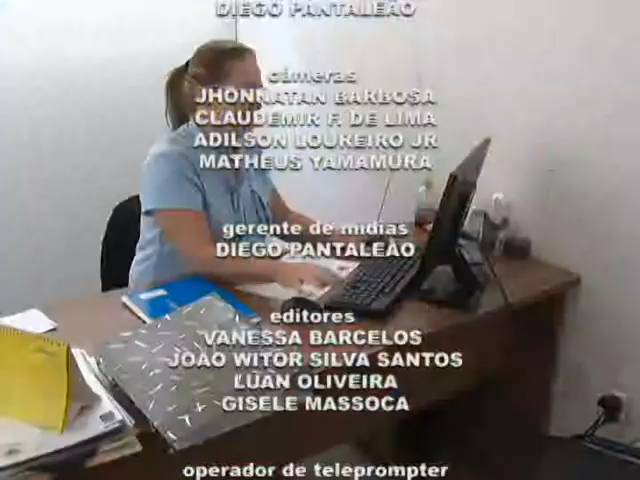 DIEGO PANTALEÃO
câmeras
JHONNATAN BARBOSA
CLAUDEMIR F. DE LIMA
ADILSON LOUREIRO JR
MATHEUS YAMAMURA
gerente de mídias
DIEGO PANTALEÃO
editores
VANESSA BARCELOS
JOÃO WITOR SILVA SANTOS
LUAN OLIVEIRA
GISELE MASSOCA
operador de teleprompter